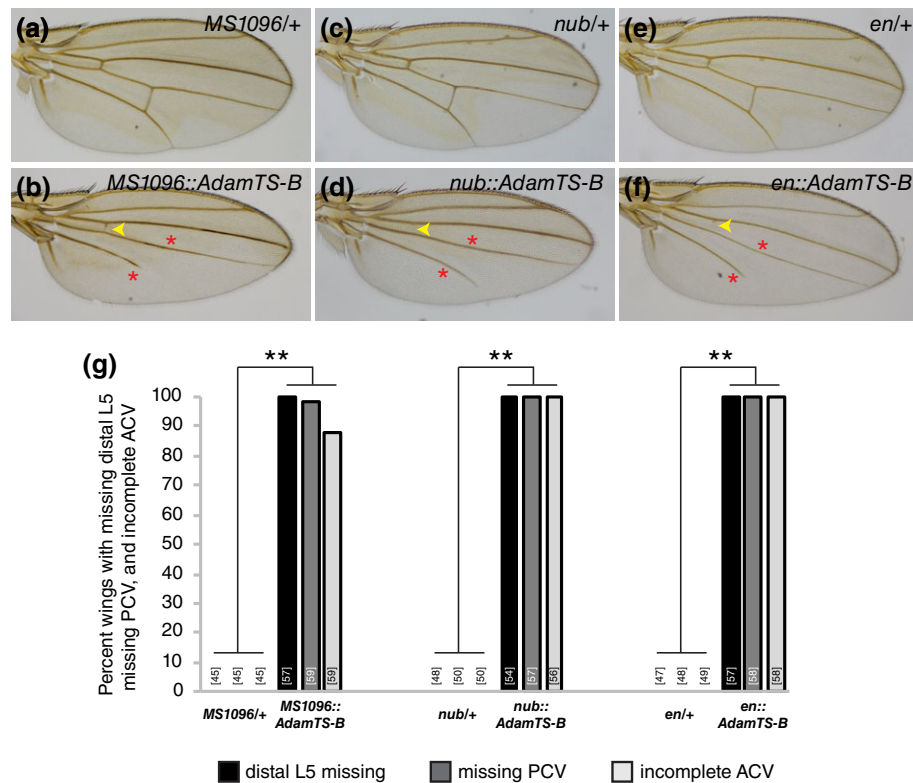 (a) MS1096/+
(c) nub/+
(e) en/+
(b) MS1096::AdamTS-B
(d) nub::AdamTS-B
(f) en::AdamTS-B
*
*
*
*
*
*
(g)
** ** **
Percent wings with missing distal L5
missing PCV, and incomplete ACV
100
90
80
70
60
50
40
30
20
10
0
[45] [45] [45] [57] [59] [59] [48] [50] [50] [54] [57] [56] [47] [48] [49] [57] [58] [58]
MS1096/+
MS1096::
AdamTS-B
nub/+
nub::
AdamTS-B
en/+
en::
AdamTS-B
distal L5 missing
missing PCV
incomplete ACV